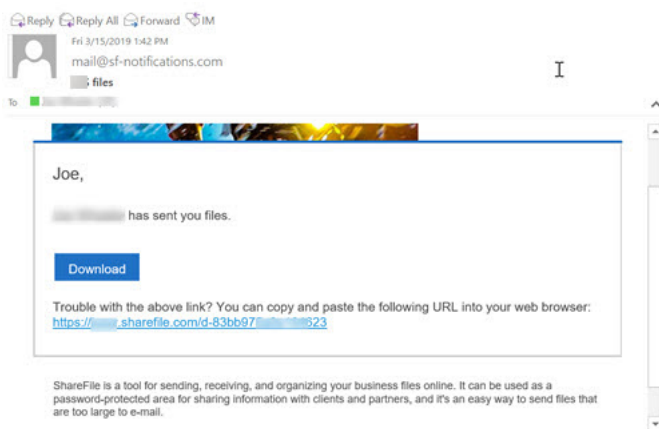 Reply Reply All Forward IM
Fri 3/15/2019 1:42 PM
mail@sf-notifications.com
files
To
Joe,
has sent you files.
Download
Trouble with the above link? You can copy and paste the following URL into your web browser:
https:// .sharefile.com/d-83bb97 623
ShareFile is a tool for sending, receiving, and organizing your business files online. It can be used as a
password-protected area for sharing information with clients and partners, and it's an easy way to send files that
are too large to e-mail.